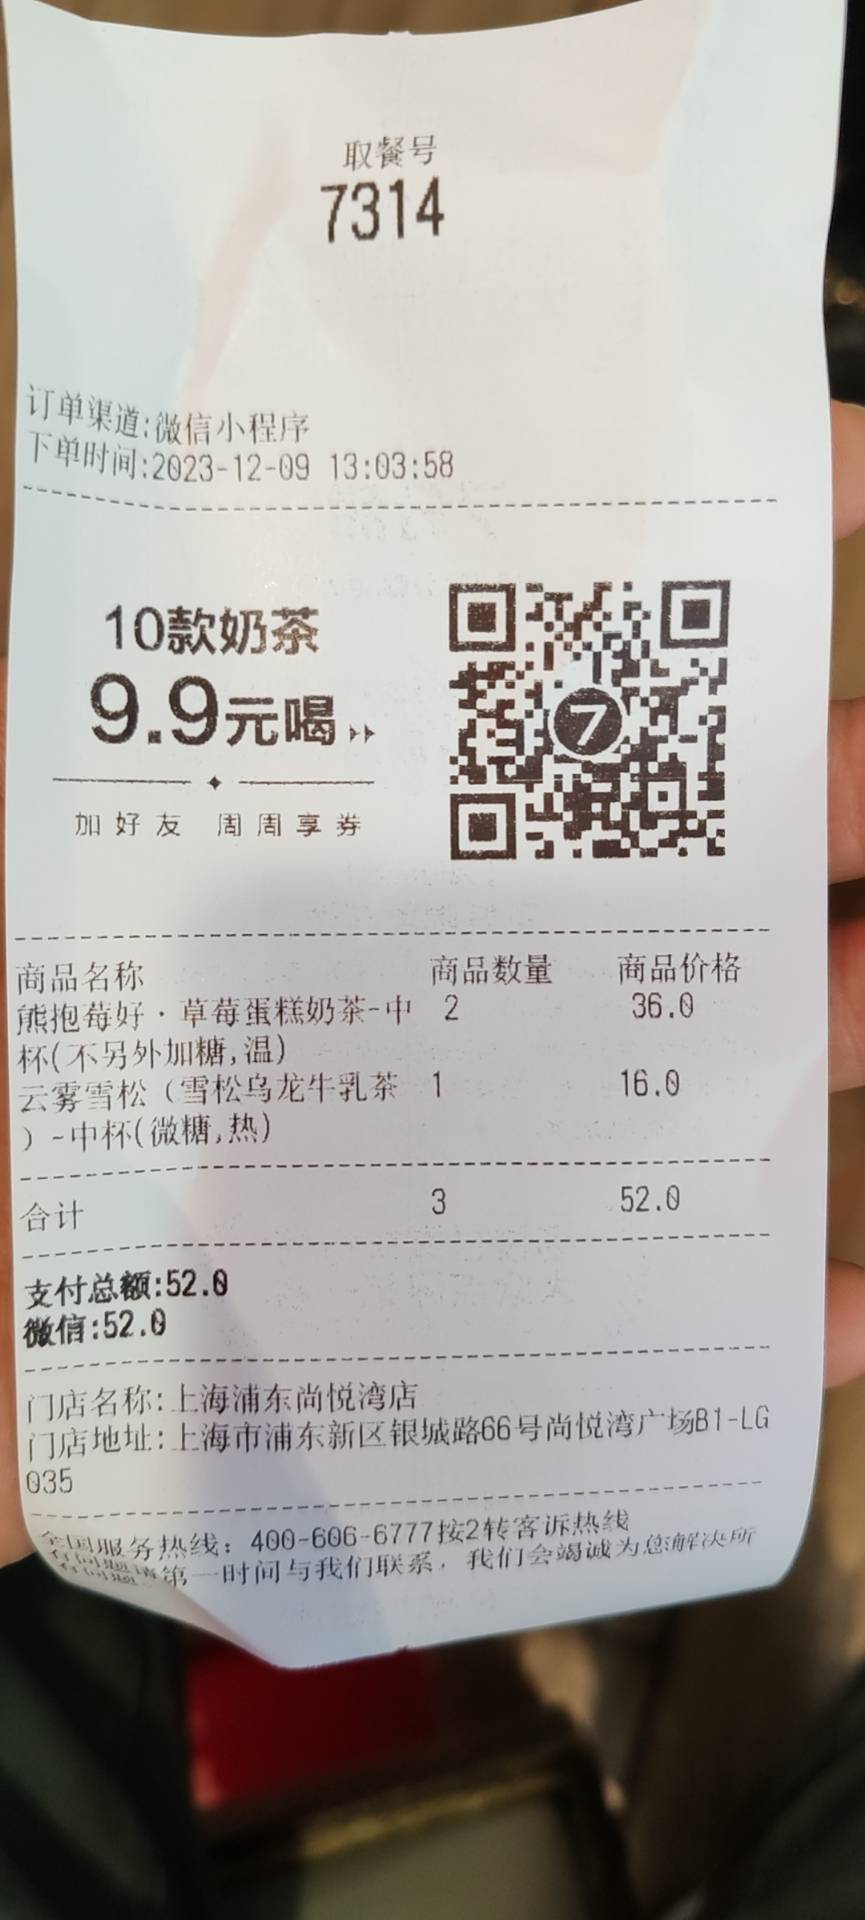 取餐号
7314
订单渠道:微信小程序
下单时间:2023-12-09 13:03:58
10款奶茶
9.9元喝
加好友 周周享券
7
商品名称 商品数量 商品价格
熊抱莓好·草莓蛋糕奶茶-中 2 36.0
杯(不另外加糖,温)
云雾雪松（雪松乌龙牛乳茶 1 16.0
）-中杯(微糖,热)
合计 3 52.0
支付总额:52.0
微信:52.0
门店名称:上海浦东尚悦湾店
门店地址:上海市浦东新区银城路66号尚悦湾广场B1-LG
035
全国服务热线：400-606-6777按2转客诉热线
有问题请第一时间与我们联系，我们会竭诚为您解决所